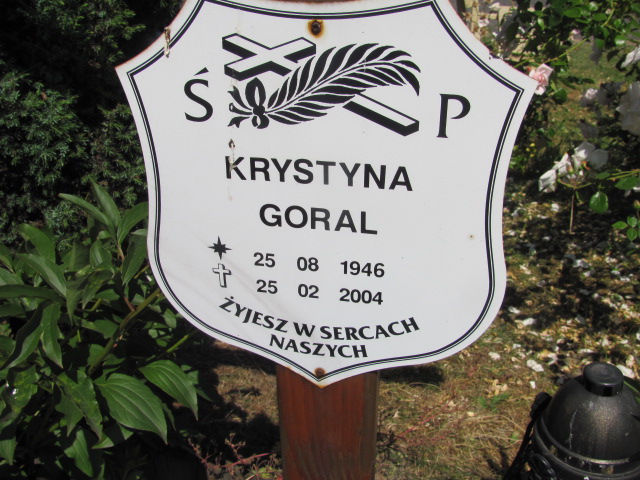 Ś P
KRYSTYNA
GORAL
25 08 1946
25 02 2004
ŻYJESZ W SERCACH
NASZYCH